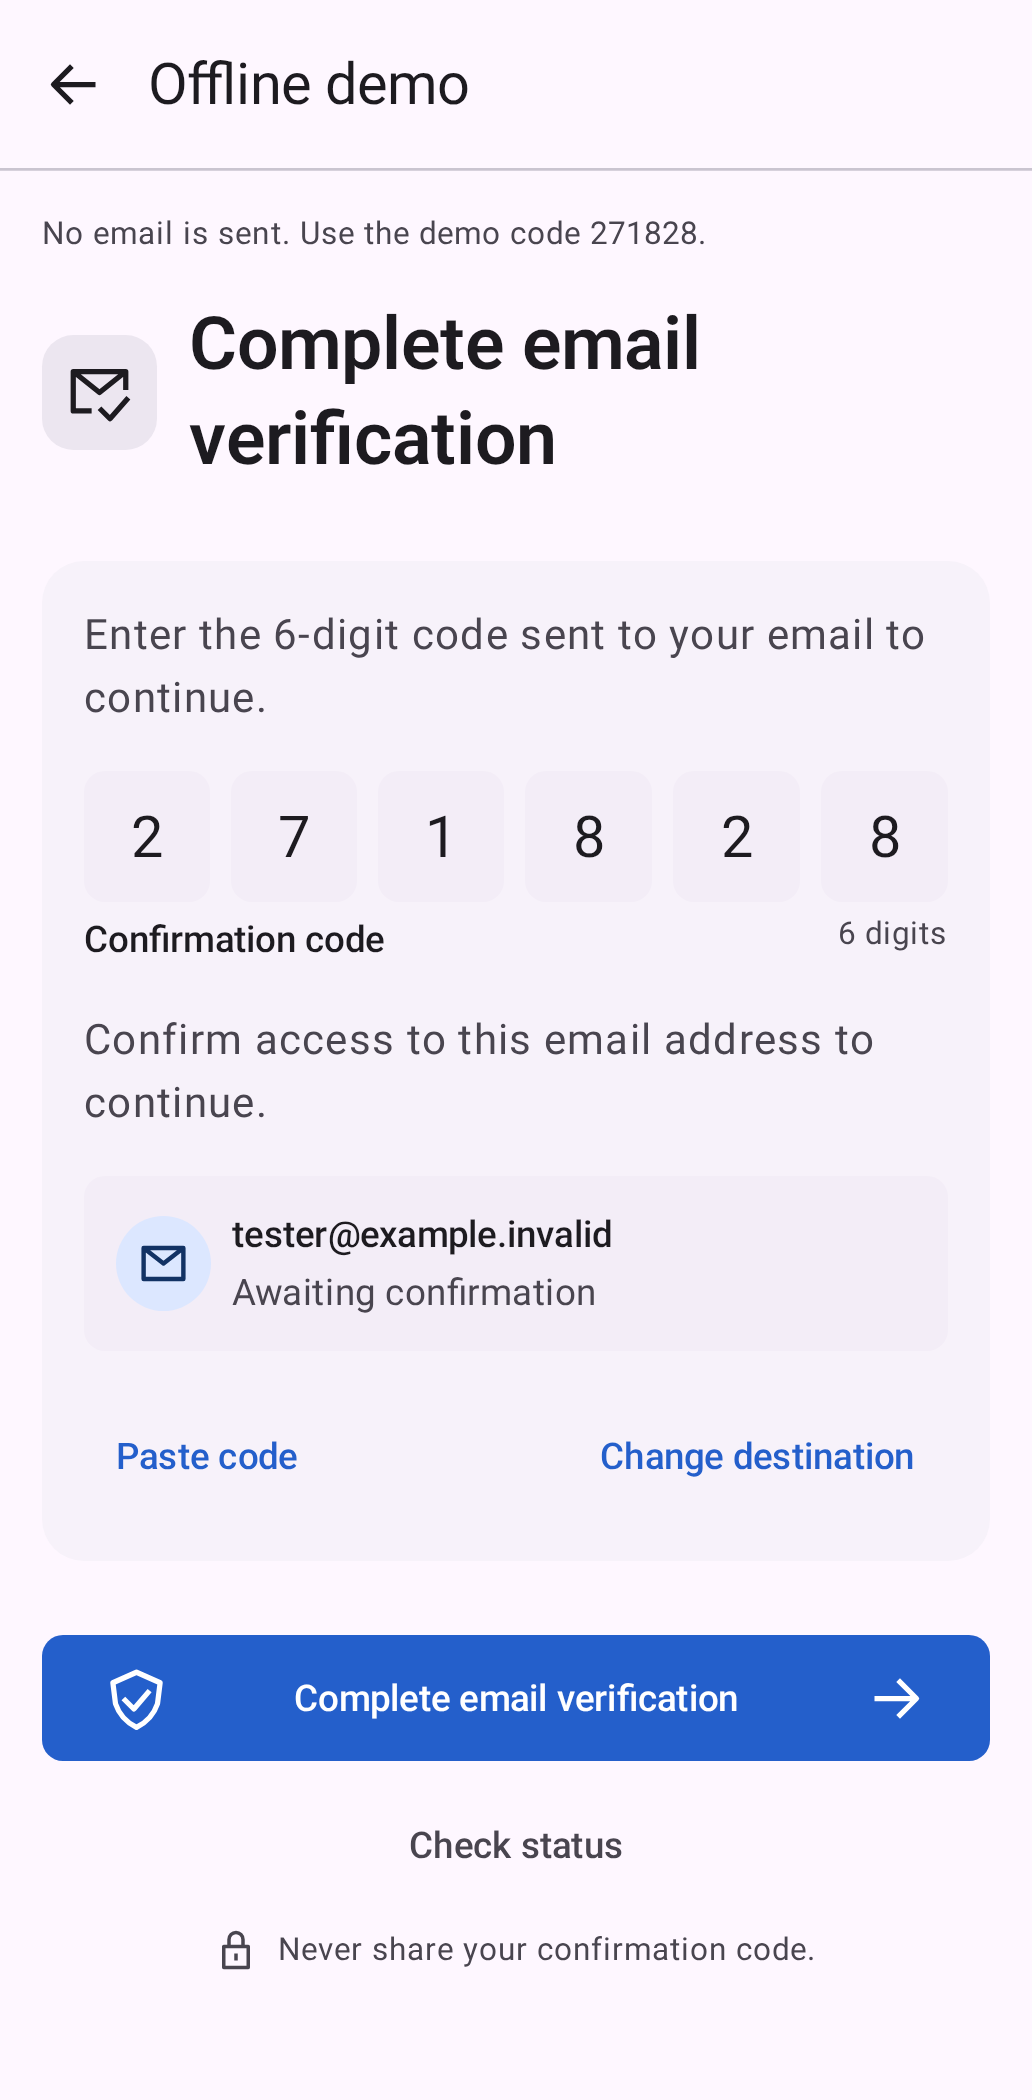 Offline demo
No email is sent. Use the demo code 271828.
Complete email
verification
Enter the 6-digit code sent to your email to
continue.
2 7 1 8 2 8
Confirmation code 6 digits
Confirm access to this email address to
continue.
tester@example.invalid
Awaiting confirmation
Paste code Change destination
Complete email verification
Check status
Never share your confirmation code.